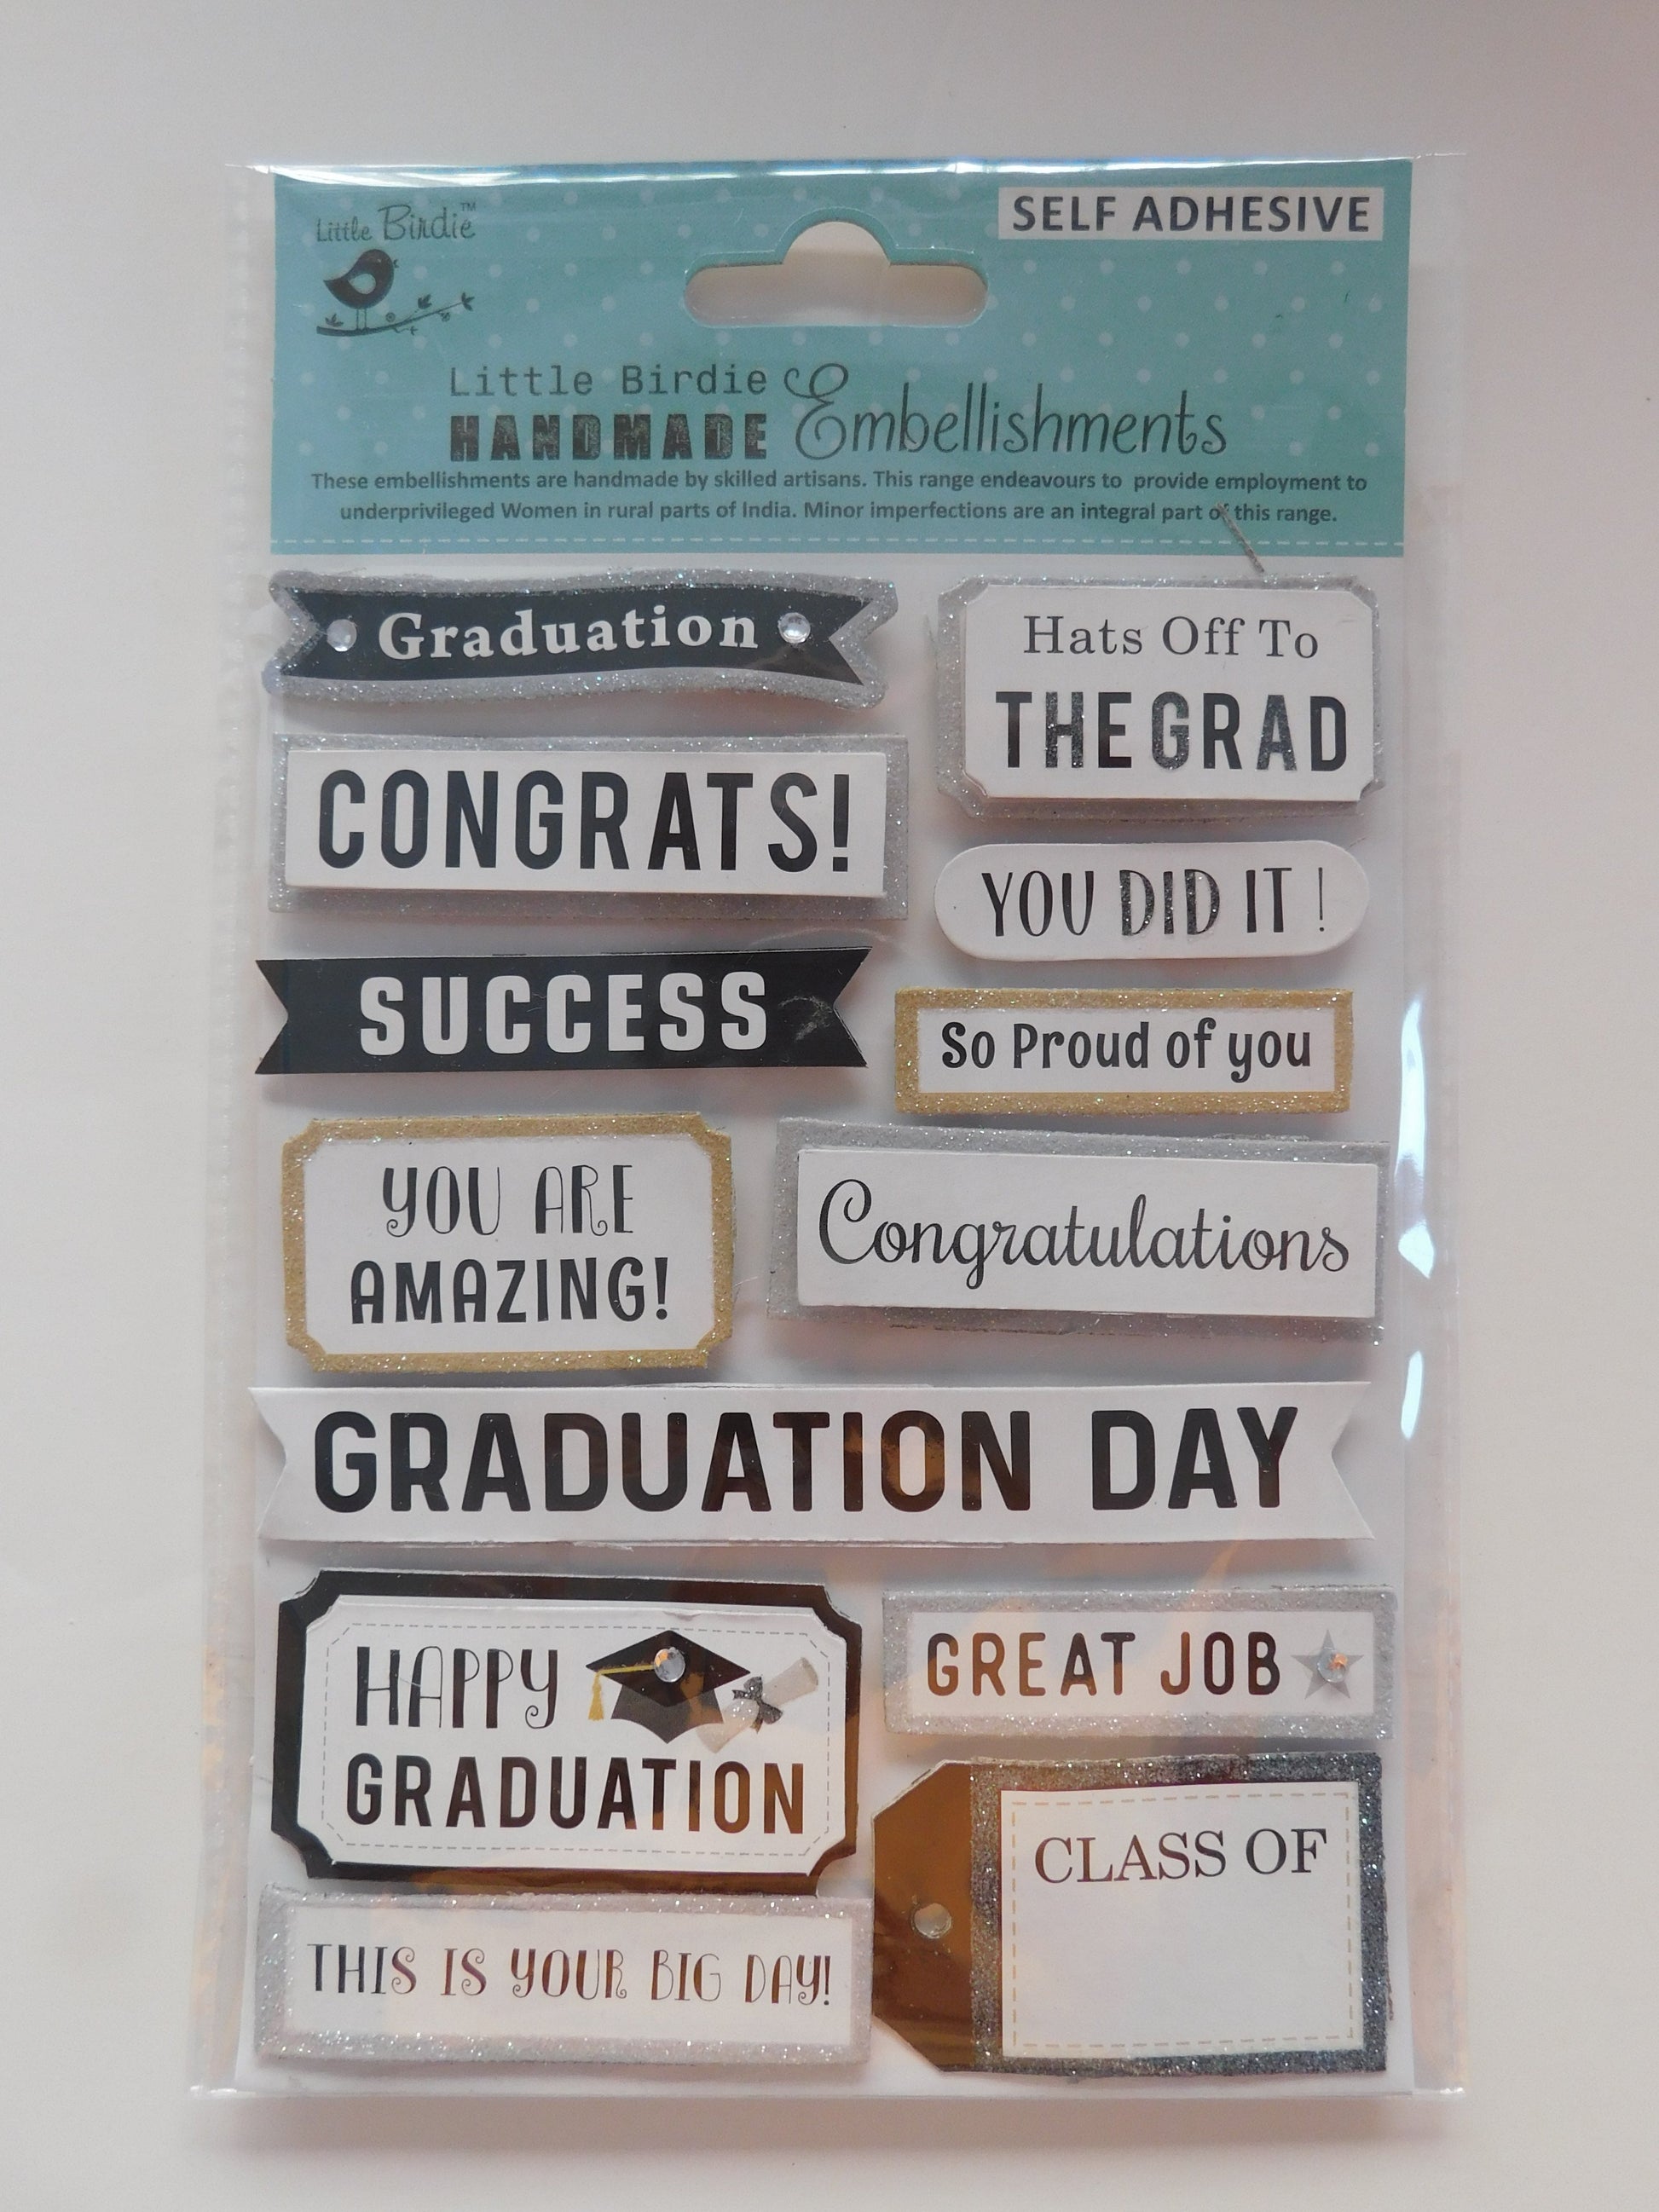 Little Birdie™
SELF ADHESIVE
Little Birdie
HANDMADE Embellishments
These embellishments are handmade by skilled artisans. This range endeavours to provide employment to
underprivileged Women in rural parts of India. Minor imperfections are an integral part of this range.
Graduation
Hats Off To
THE GRAD
CONGRATS!
YOU DID IT !
SUCCESS
So Proud of you
YOU ARE
AMAZING!
Congratulations
GRADUATION DAY
HAPPY
GRADUATION
GREAT JOB
CLASS OF
THIS IS YOUR BIG DAY!